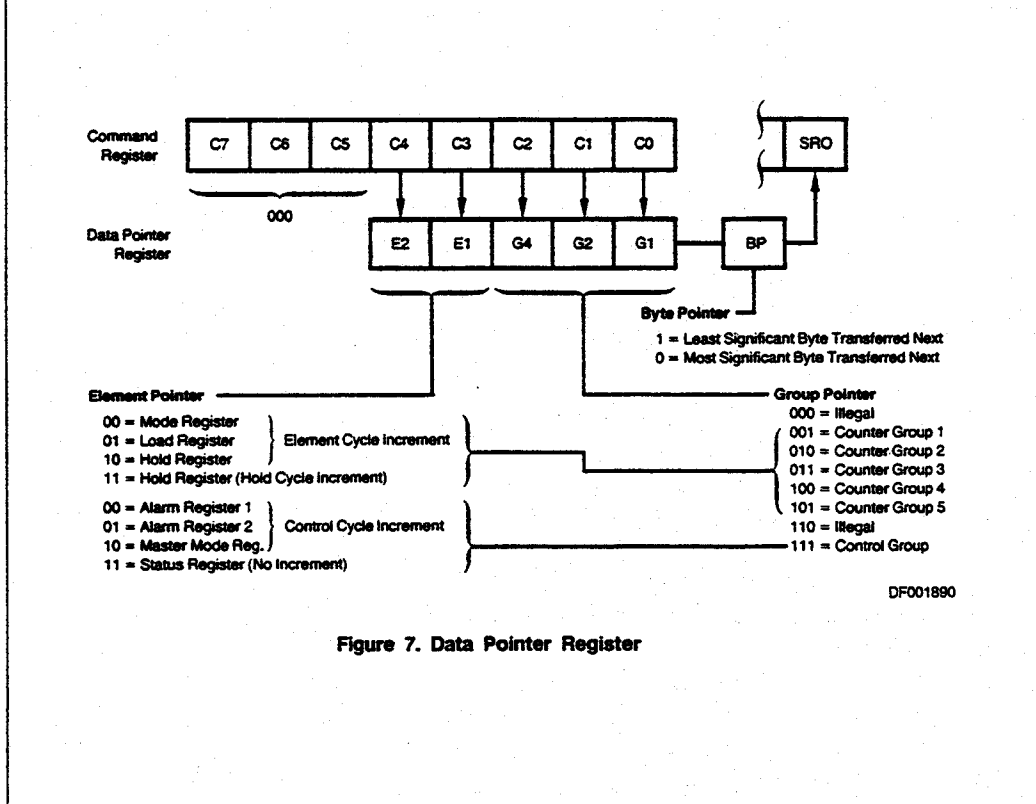 Command
Register
C7 C6 C5 C4 C3 C2 C1 C0
SRO
000
Data Pointer
Register
E2 E1 G4 G2 G1
BP
Byte Pointer
1 = Least Significant Byte Transferred Next
0 = Most Significant Byte Transferred Next
Element Pointer
00 = Mode Register
01 = Load Register
10 = Hold Register
Element Cycle Increment
11 = Hold Register (Hold Cycle Increment)
00 = Alarm Register 1
01 = Alarm Register 2
10 = Master Mode Reg.
Control Cycle Increment
11 = Status Register (No Increment)
Group Pointer
000 = Illegal
001 = Counter Group 1
010 = Counter Group 2
011 = Counter Group 3
100 = Counter Group 4
101 = Counter Group 5
110 = Illegal
111 = Control Group
DF001890
Figure 7. Data Pointer Register